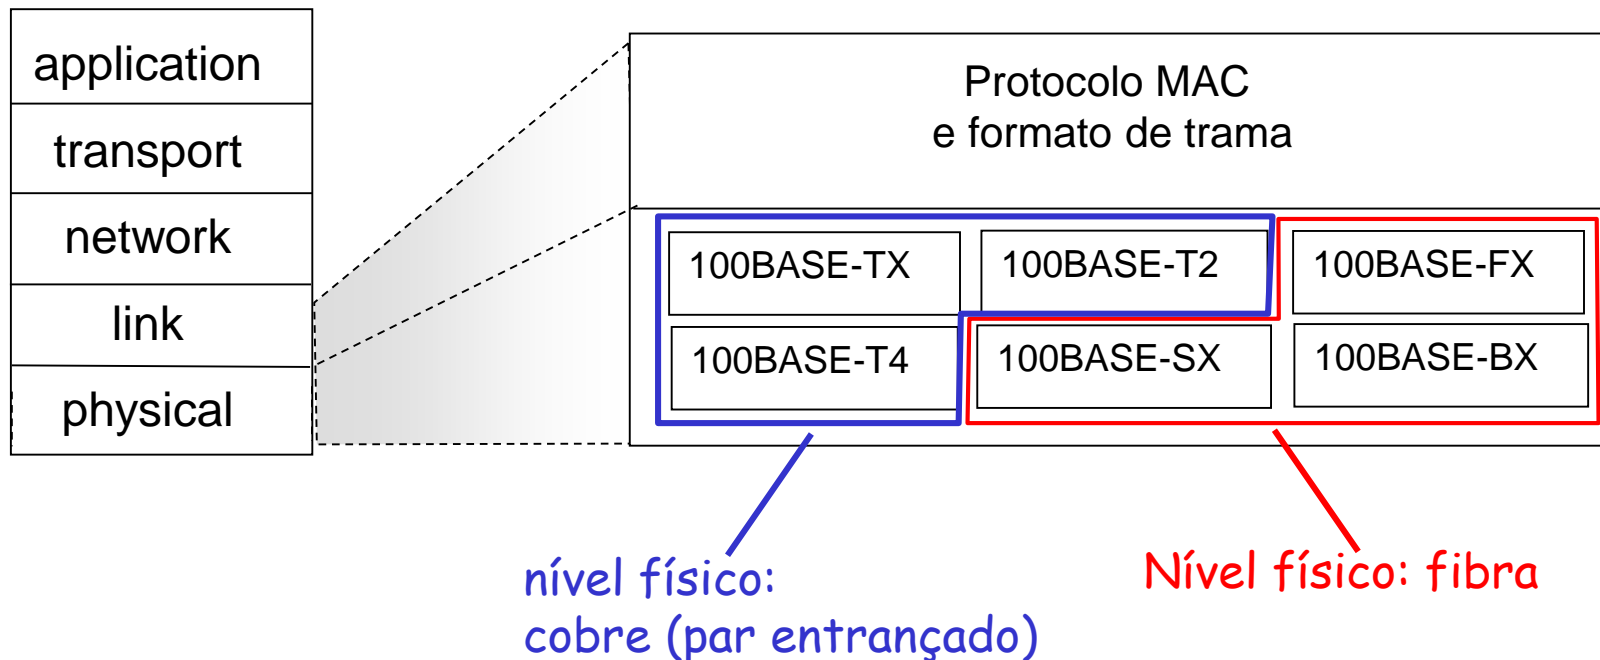 application
transport
network
link
physical
Protocolo MAC
e formato de trama
100BASE-TX
100BASE-T2
100BASE-FX
100BASE-T4
100BASE-SX
100BASE-BX
nível físico:
cobre (par entrançado)
Nível físico: fibra